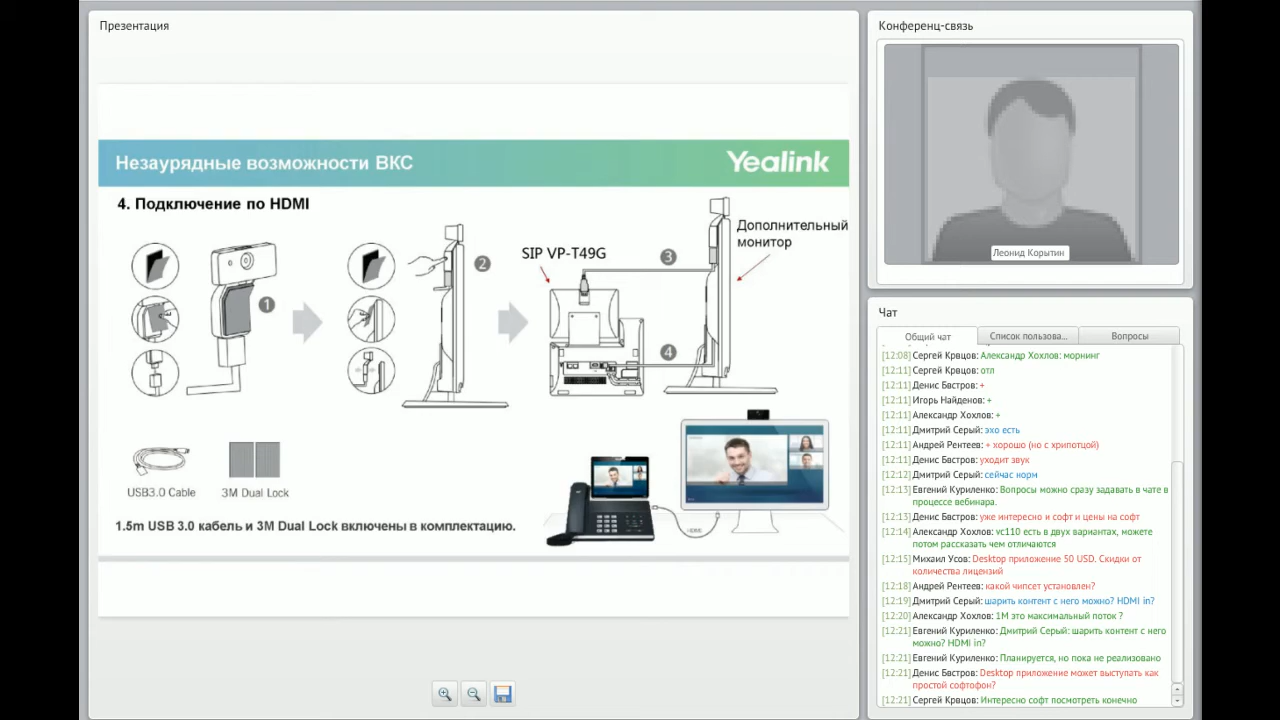 Презентация
Незаурядные возможности ВКС
Yealink
4. Подключение по HDMI
1
2
SIP VP-T49G
3
4
Дополнительный
монитор
USB3.0 Cable
3M Dual Lock
1.5m USB 3.0 кабель и 3M Dual Lock включены в комплектацию.
Конференц-связь
Леонид Корытин
Чат
Общий чат
Список пользова...
Вопросы
[12:08] Сергей Крвцов: Александр Хохлов: морнинг
[12:11] Сергей Крвцов: отл
[12:11] Денис Бвстров: +
[12:11] Игорь Найденов: +
[12:11] Александр Хохлов: +
[12:11] Дмитрий Серый: эхо есть
[12:11] Андрей Рентеев: + хорошо (но с хрипотцой)
[12:11] Денис Бвстров: уходит звук
[12:12] Дмитрий Серый: сейчас норм
[12:13] Евгений Куриленко: Вопросы можно сразу задавать в чате в
процессе вебинара.
[12:13] Денис Бвстров: уже интересно и софт и цены на софт
[12:14] Александр Хохлов: vc110 есть в двух вариантах, можете
потом рассказать чем отличаются
[12:15] Михаил Усов: Desktop приложение 50 USD. Скидки от
количества лицензий
[12:18] Андрей Рентеев: какой чипсет установлен?
[12:19] Дмитрий Серый: шарить контент с него можно? HDMI in?
[12:20] Александр Хохлов: 1М это максимальный поток ?
[12:21] Евгений Куриленко: Дмитрий Серый: шарить контент с него
можно? HDMI in?
[12:21] Евгений Куриленко: Планируется, но пока не реализовано
[12:21] Денис Бвстров: Desktop приложение может выступать как
простой софтофон?
[12:21] Сергей Крвцов: Интересно софт посмотреть конечно